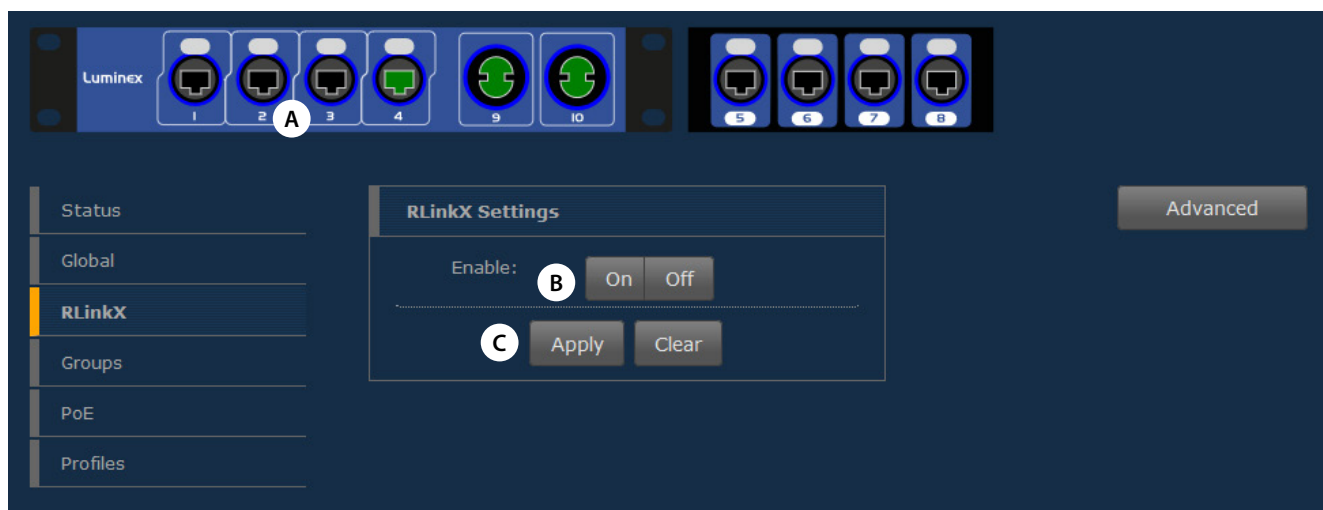 Luminex
1 2 A 3 4 9 10 5 6 7 8
Status
Global
RLinkX
Groups
PoE
Profiles
RLinkX Settings
Enable: B On Off
C Apply Clear
Advanced